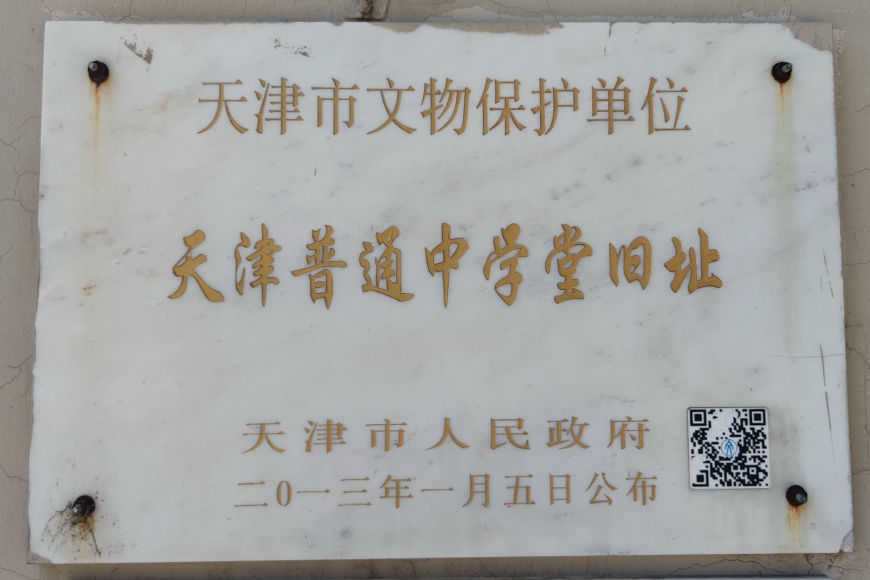 天津市文物保护单位
天津普通中学堂旧址
天津市人民政府
二0一三年一月五日公布